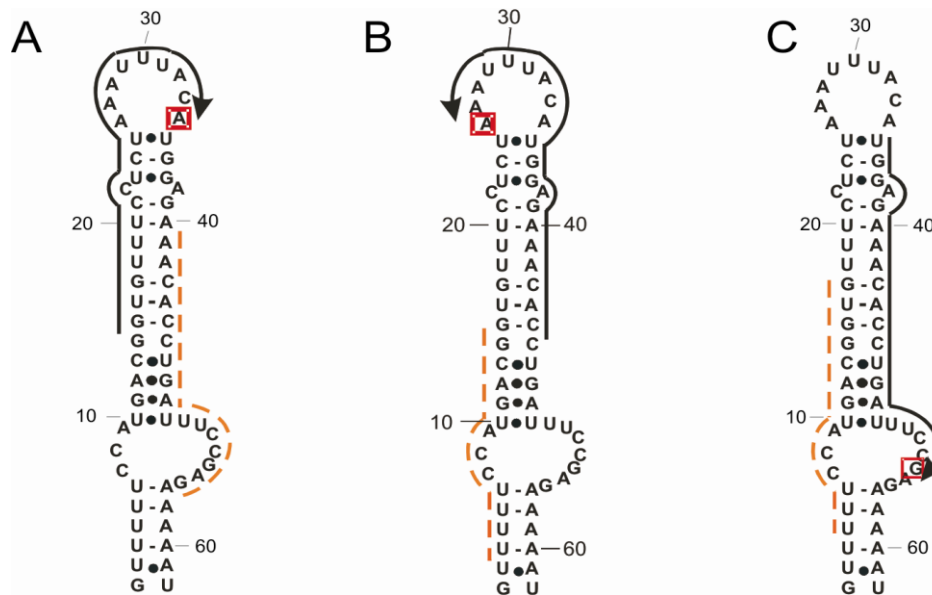 A
30
A A A U U U A C A
U • U
C - G
U • G
C A
C - G
20 U - A 40
U - A
U - A
G - C
U - A
G - C
G - C
C • U
A • G
G • A
10 U • U
A U U
C C
C C
G
A
G
U - A
U - A
U - A
U - A 60
U - A
G • U
B
30
A A A U U U A C A
U • U
C - G
U • G
C A
C - G
20 U - A 40
U - A
U - A
G - C
U - A
G - C
G - C
C • U
A • G
G • A
10 U • U
A U U
C C
C C
G
A
G
U - A
U - A
U - A
U - A 60
U - A
G • U
C
30
A A A U U U A C A
U • U
C - G
U • G
C A
C - G
20 U - A 40
U - A
U - A
G - C
U - A
G - C
G - C
C • U
A • G
G • A
10 U • U
A U U
C C
C C
G
A
G
U - A
U - A
U - A
U - A 60
U - A
G • U